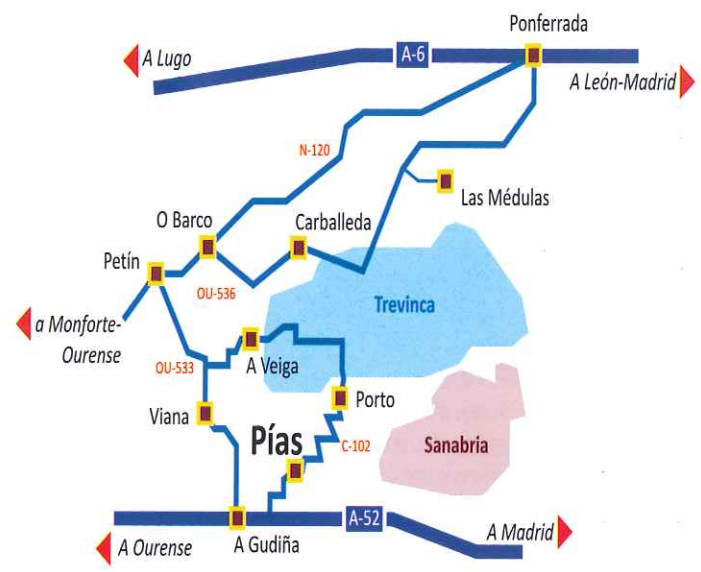 Ponferrada
A Lugo
A-6
A León-Madrid
N-120
Las Médulas
O Barco
Carballeda
Petín
OU-536
Trevinca
a Monforte-
Ourense
OU-533
A Veiga
Viana
Porto
Pías
C-102
Sanabria
A-52
A Ourense
A Gudiña
A Madrid